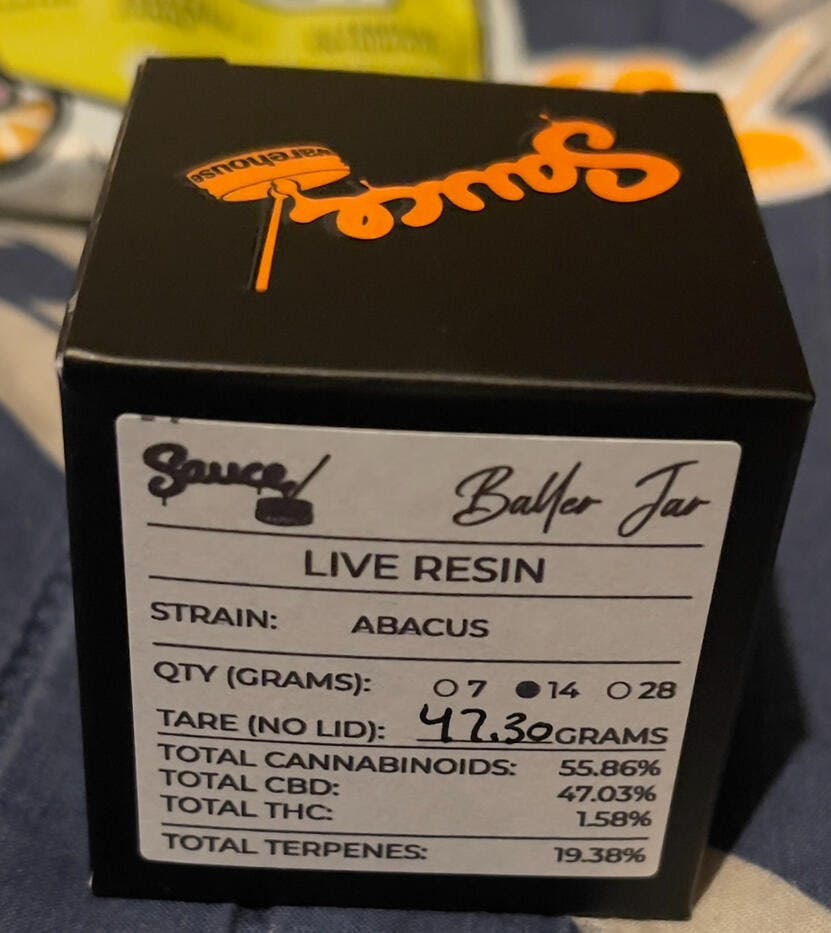 Sauce
warehouse
Sauce Baller Jar
LIVE RESIN
STRAIN: ABACUS
QTY (GRAMS): 7 14 28
TARE (NO LID): 47.30 GRAMS
TOTAL CANNABINOIDS: 55.86%
TOTAL CBD: 47.03%
TOTAL THC: 1.58%
TOTAL TERPENES: 19.38%